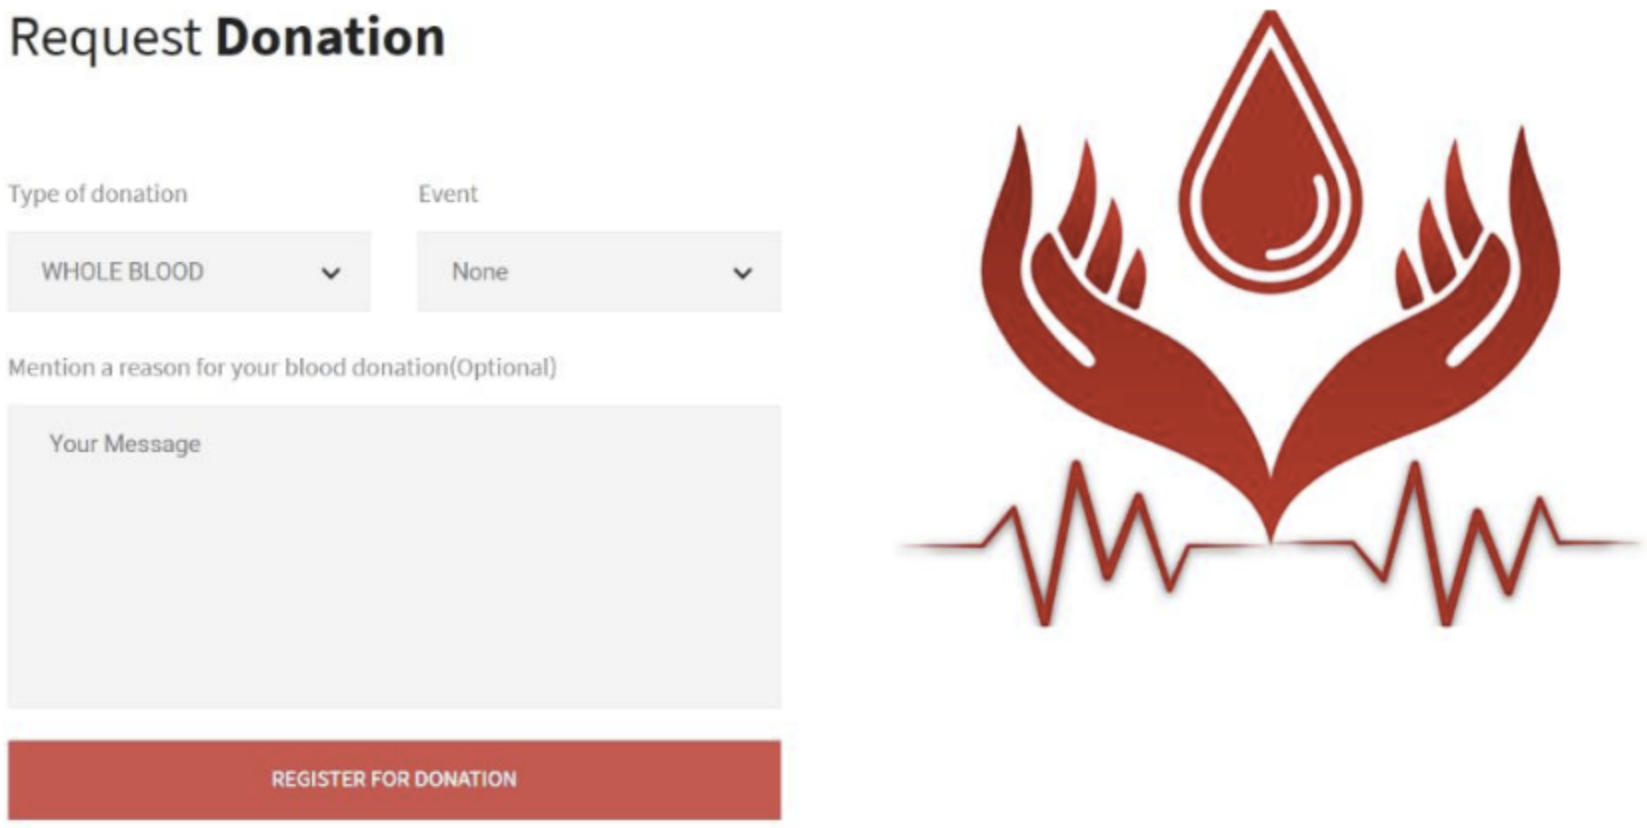 Request Donation
Type of donation
Event
WHOLE BLOOD
None
Mention a reason for your blood donation(Optional)
Your Message
REGISTER FOR DONATION